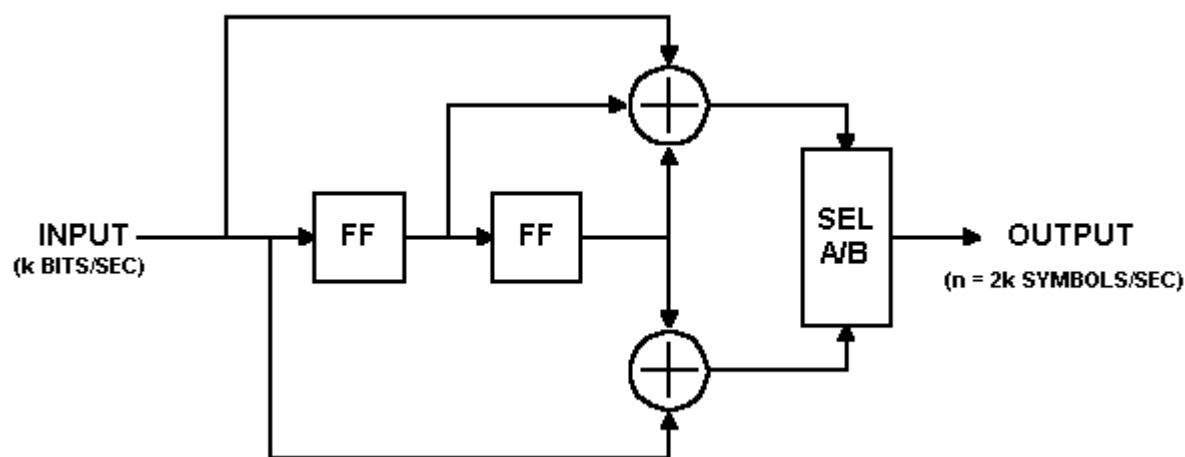 INPUT
(k BITS/SEC)
FF
FF
SEL
A/B
OUTPUT
(n = 2k SYMBOLS/SEC)